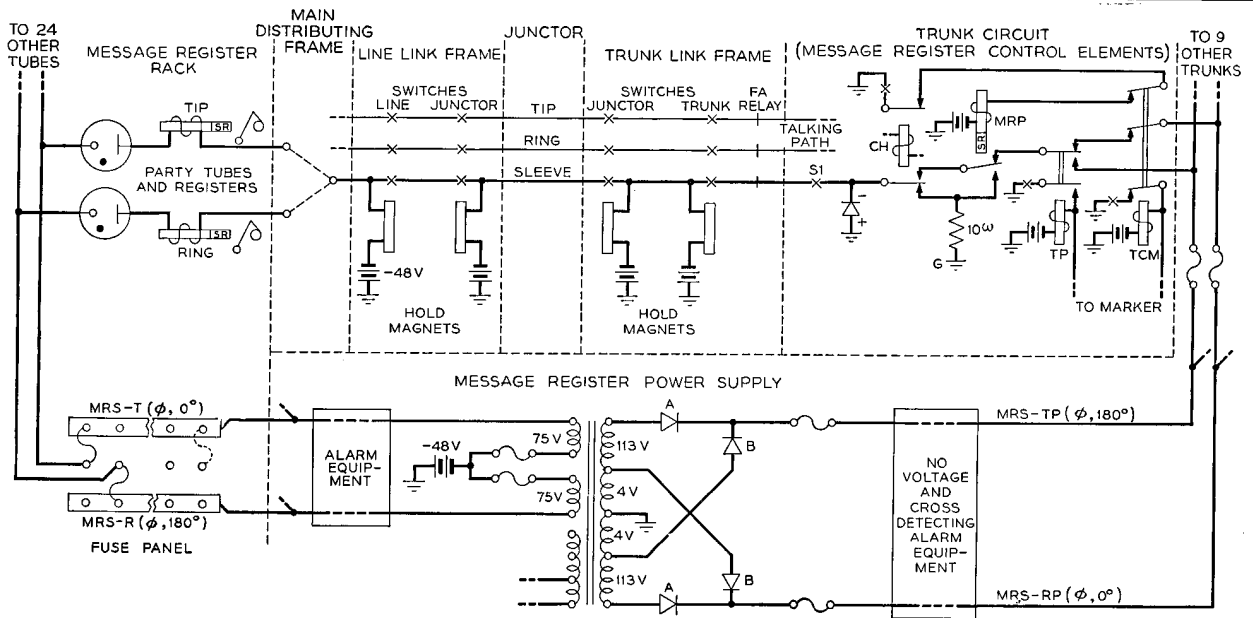 TO 24
OTHER
TUBES
MESSAGE REGISTER
RACK
MAIN
DISTRIBUTING
FRAME
LINE LINK FRAME
JUNCTOR
TRUNK LINK FRAME
TRUNK CIRCUIT
(MESSAGE REGISTER CONTROL ELEMENTS)
TO 9
OTHER
TRUNKS
TIP
SR
PARTY TUBES
AND REGISTERS
SR
RING
SWITCHES
LINE JUNCTOR
TIP
RING
SLEEVE
SWITCHES
JUNCTOR TRUNK
FA
RELAY
TALKING
PATH
S1
-48V
HOLD
MAGNETS
HOLD
MAGNETS
CH
MRP
SR
-
+
10ω
G
TP
TCM
TO MARKER
MESSAGE REGISTER POWER SUPPLY
MRS-T (ϕ, 0°)
MRS-R (ϕ, 180°)
FUSE PANEL
ALARM
EQUIP-
MENT
-48V
75V
75V
113V
4V
4V
113V
A
B
A
B
NO
VOLTAGE
AND
CROSS
DETECTING
ALARM
EQUIP-
MENT
MRS-TP (ϕ, 180°)
MRS-RP (ϕ, 0°)